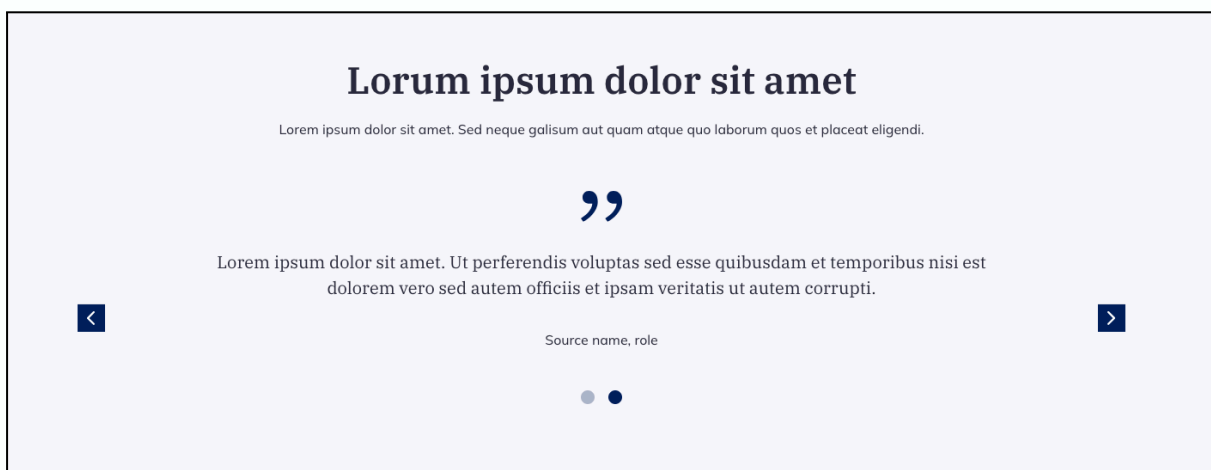 Lorum ipsum dolor sit amet
Lorem ipsum dolor sit amet. Sed neque galisum aut quam atque quo laborum quos et placeat eligendi.
”
Lorem ipsum dolor sit amet. Ut perferendis voluptas sed esse quibusdam et temporibus nisi est
dolorem vero sed autem officiis et ipsam veritatis ut autem corrupti.
Source name, role